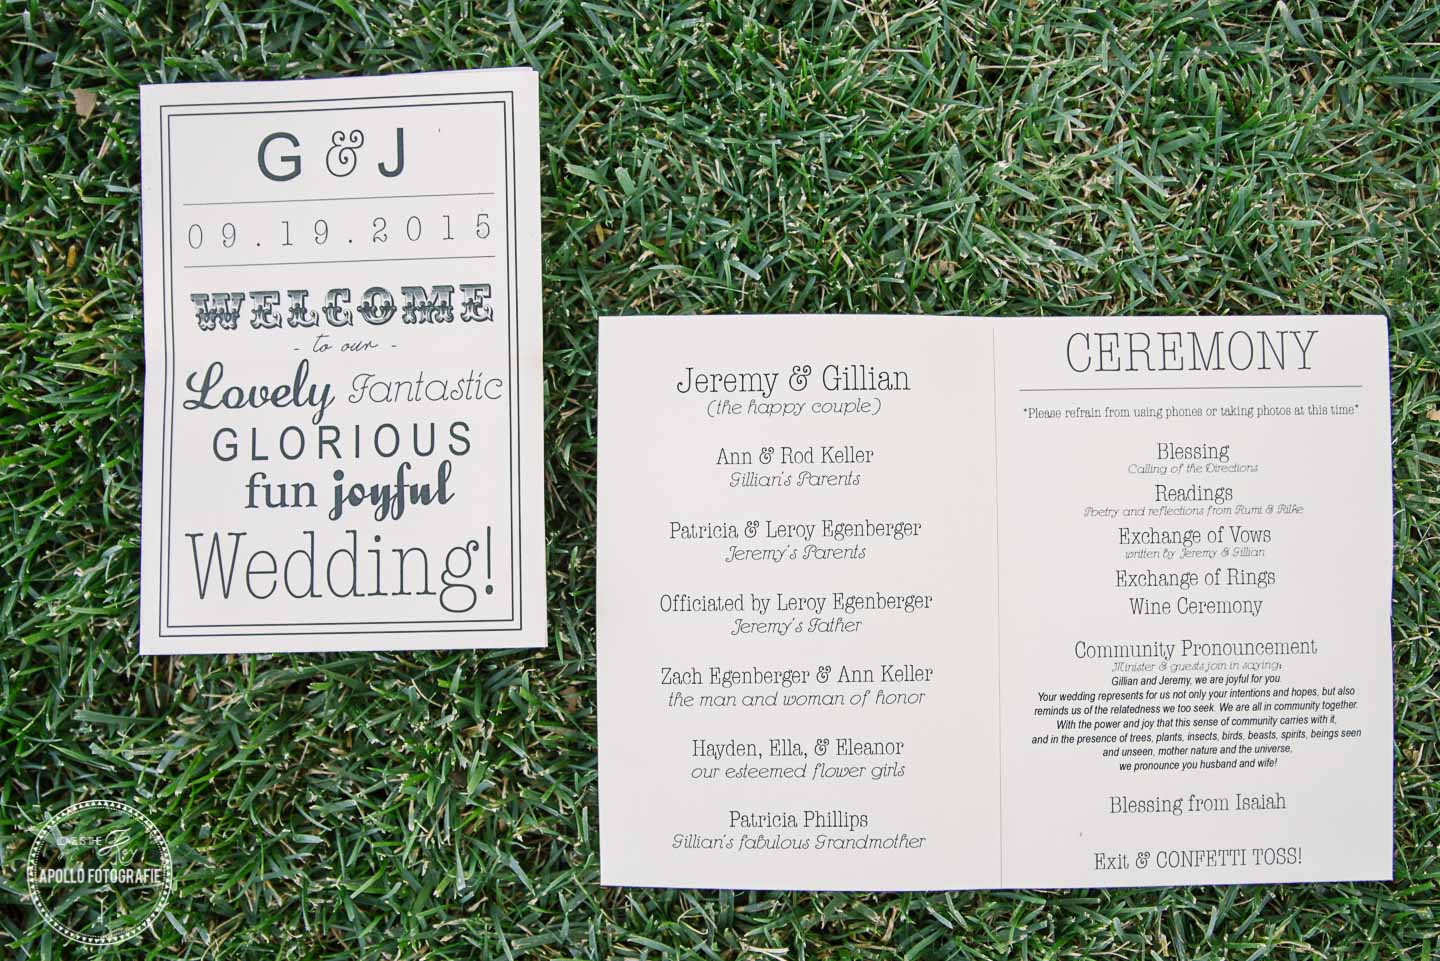 G & J
09.19.2015
WELCOME
- to our -
Lovely Fantastic
GLORIOUS
fun joyful
Wedding!
Jeremy & Gillian
(the happy couple)
Ann & Rod Keller
Gillian's Parents
Patricia & Leroy Egenberger
Jeremy's Parents
Officiated by Leroy Egenberger
Jeremy's Father
Zach Egenberger & Ann Keller
the man and woman of honor
Hayden, Ella, & Eleanor
our esteemed flower girls
Patricia Phillips
Gillian's fabulous Grandmother
CEREMONY
*Please refrain from using phones or taking photos at this time*
Blessing
Calling of the Directions
Readings
Poetry and reflections from Rumi & Rilke
Exchange of Vows
written by Jeremy & Gillian
Exchange of Rings
Wine Ceremony
Community Pronouncement
Minister & guests join in saying:
Gillian and Jeremy, we are joyful for you.
Your wedding represents for us not only your intentions and hopes, but also
reminds us of the relatedness we too seek. We are all in community together.
With the power and joy that this sense of community carries with it,
and in the presence of trees, plants, insects, birds, beasts, spirits, beings seen
and unseen, mother nature and the universe,
we pronounce you husband and wife!
Blessing from Isaiah
Exit & CONFETTI TOSS!
LOVE IS THE
APOLLO FOTOGRAFIE